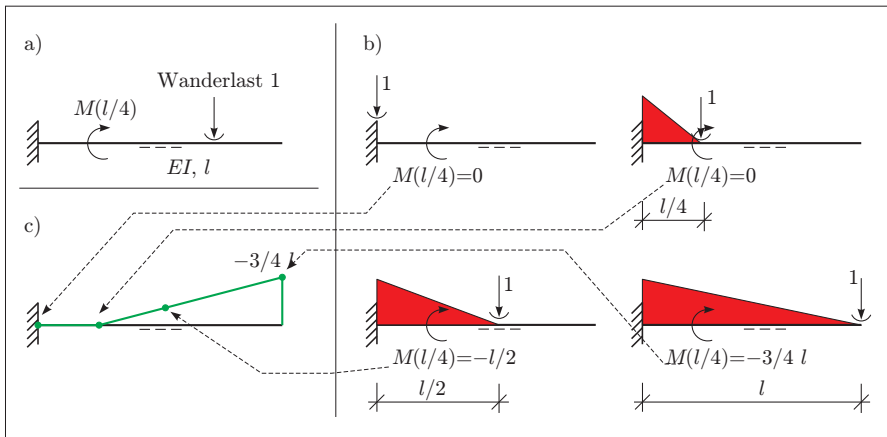 a)
Wanderlast 1
M(l/4)
EI, l
b)
1
M(l/4)=0
1
M(l/4)=0
l/4
c)
−3/4 l
1
M(l/4)=−l/2
l/2
1
M(l/4)=−3/4 l
l